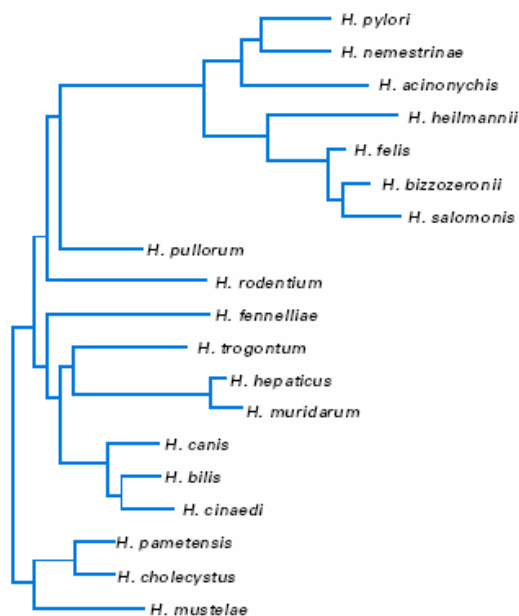 H. pylori
H. nemestrinae
H. acinonychis
H. heilmannii
H. felis
H. bizzozeronii
H. salomonis
H. pullorum
H. rodentium
H. fennelliae
H. trogontum
H. hepaticus
H. muridarum
H. canis
H. bilis
H. cinaedi
H. pametensis
H. cholecystus
H. mustelae